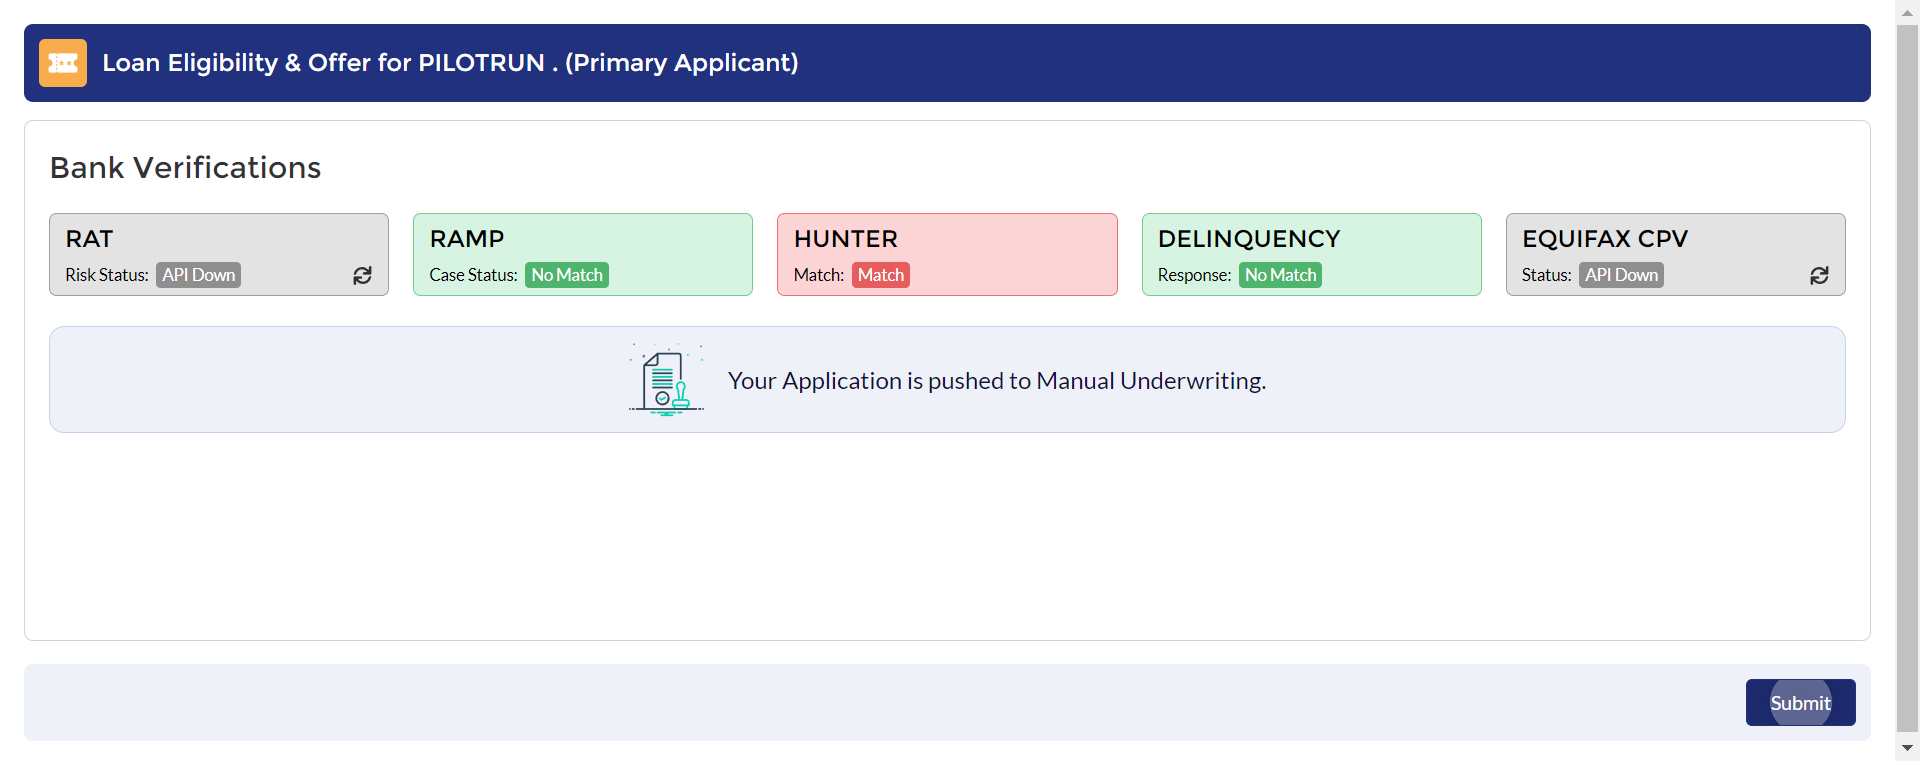 Loan Eligibility & Offer for PILOTRUN . (Primary Applicant)
Bank Verifications
RAT
Risk Status: API Down
RAMP
Case Status: No Match
HUNTER
Match: Match
DELINQUENCY
Response: No Match
EQUIFAX CPV
Status: API Down
Your Application is pushed to Manual Underwriting.
Submit